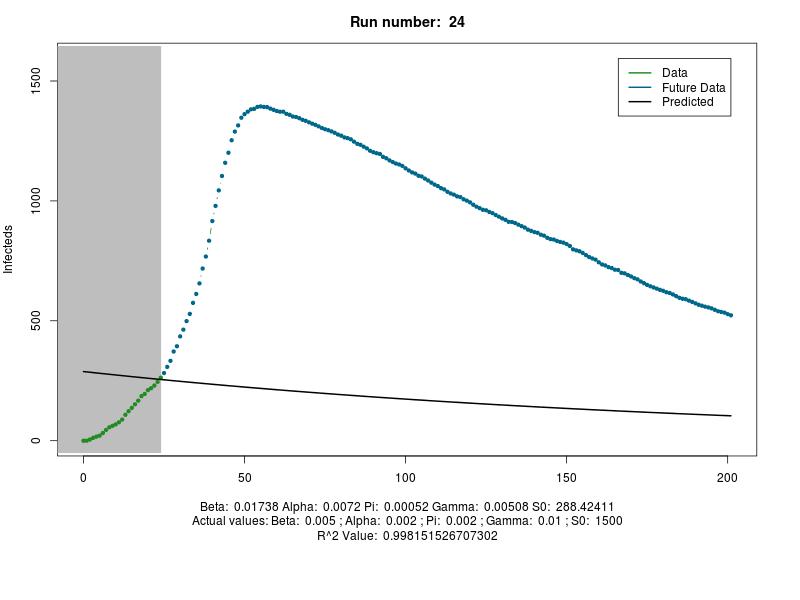 Run number: 24
Data
Future Data
Predicted
Infecteds
1500
1000
500
0
0 50 100 150 200
Beta: 0.01738 Alpha: 0.0072 Pi: 0.00052 Gamma: 0.00508 S0: 288.42411
Actual values: Beta: 0.005 ; Alpha: 0.002 ; Pi: 0.002 ; Gamma: 0.01 ; S0: 1500
R^2 Value: 0.998151526707302